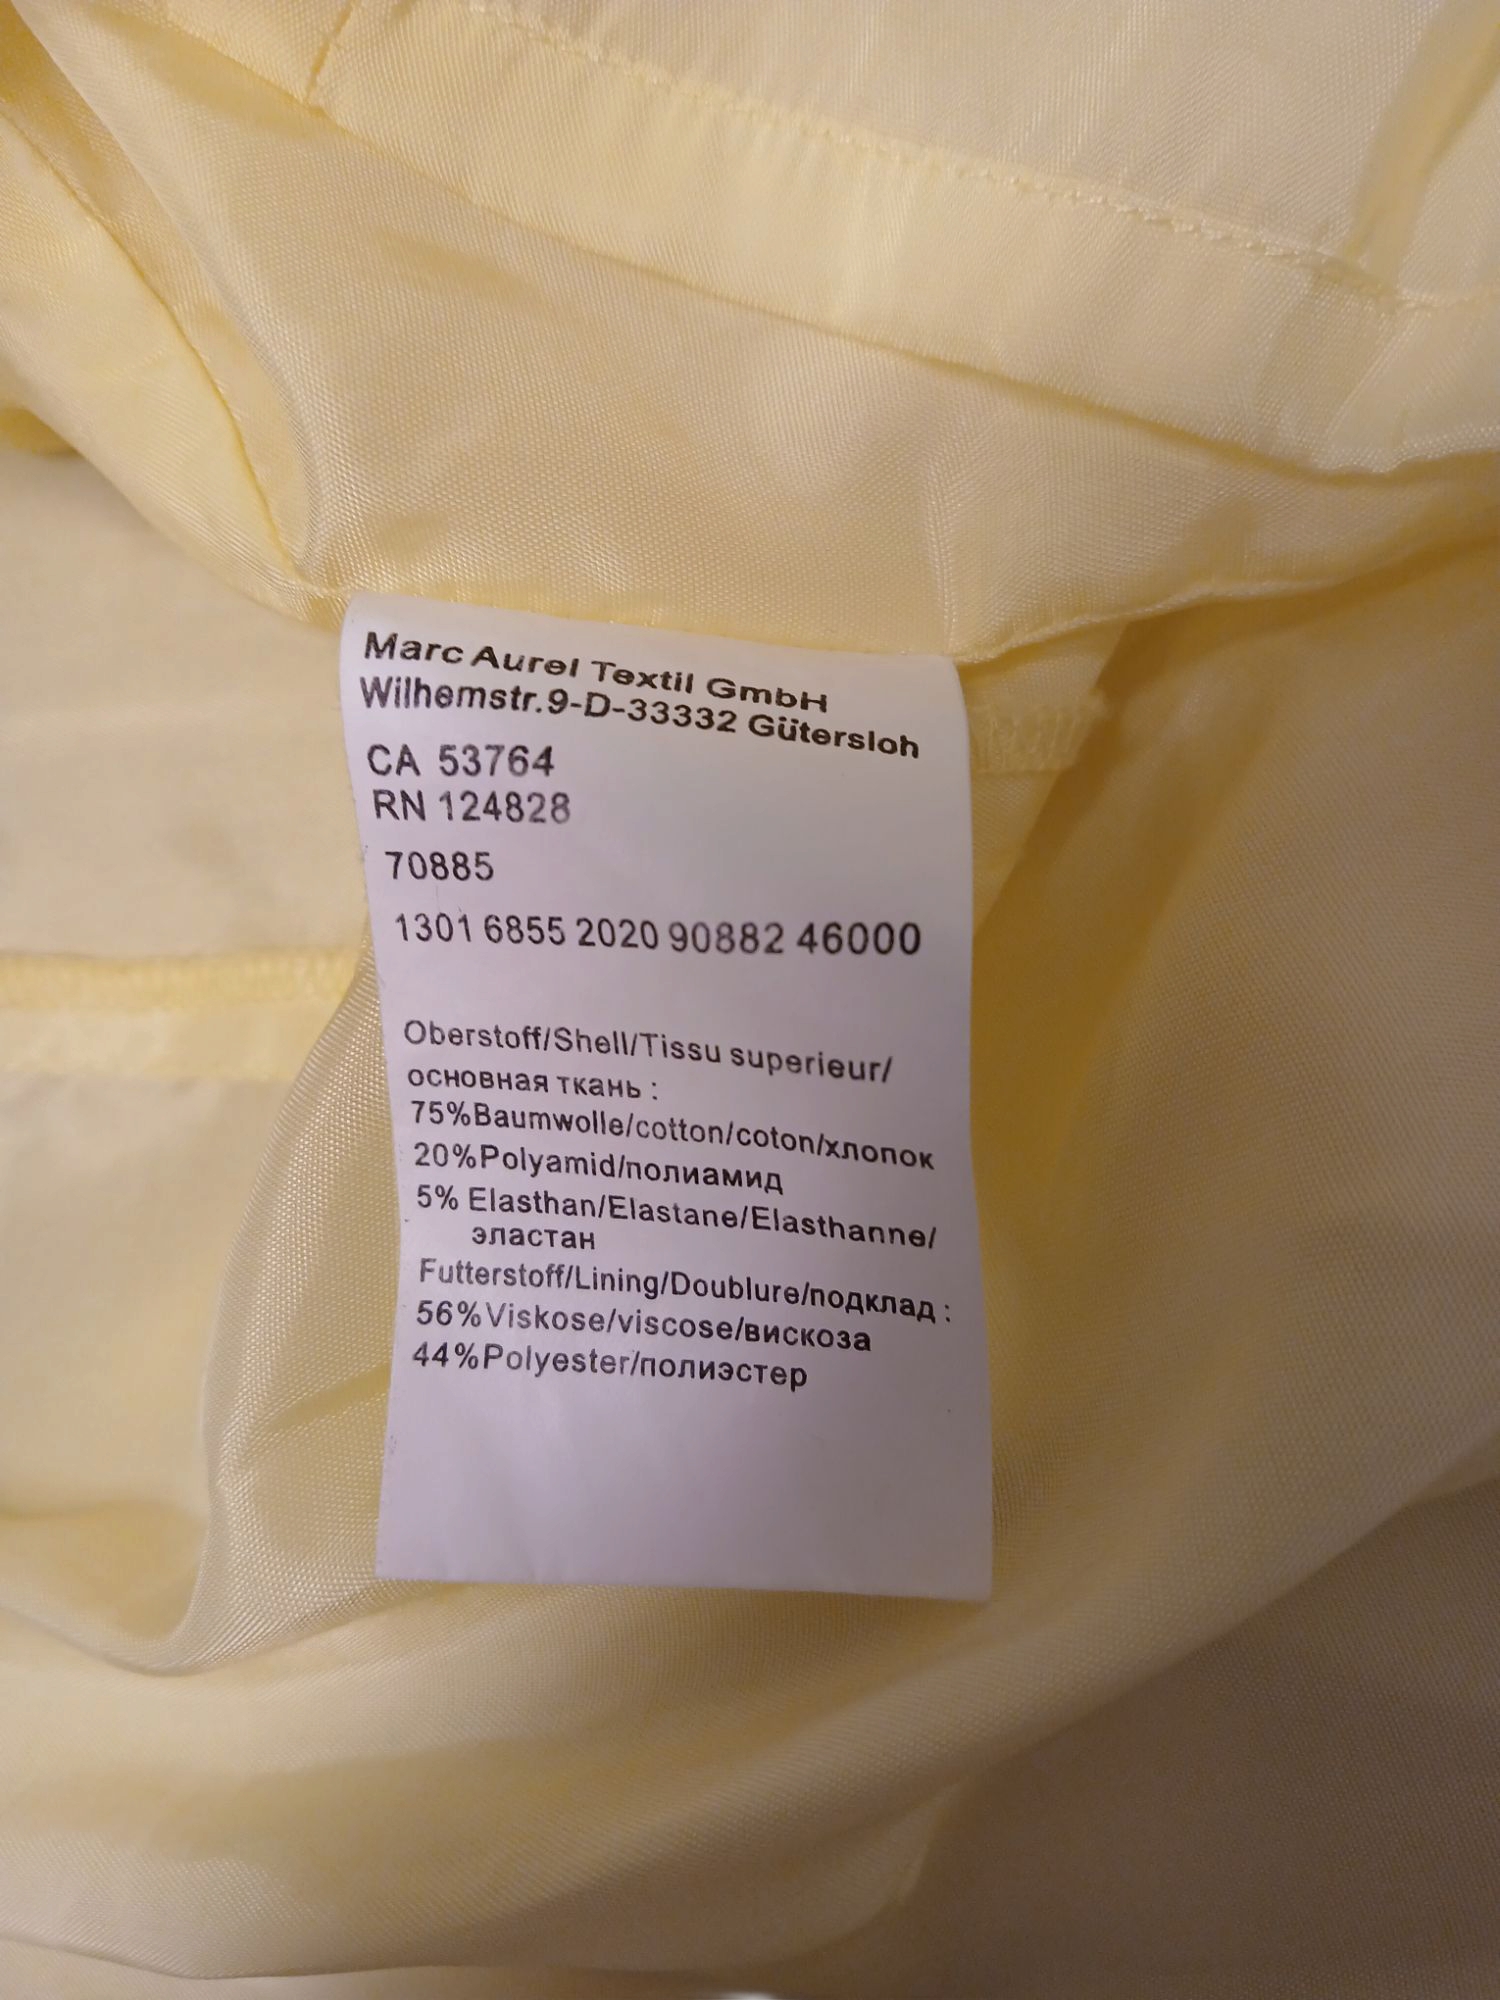 Marc Aurel Textil GmbH
Wilhemstr.9-D-33332 Gütersloh
CA 53764
RN 124828
70885
1301 6855 2020 90882 46000
Oberstoff/Shell/Tissu superieur/
основная ткань :
75%Baumwolle/cotton/coton/хлопок
20%Polyamid/полиамид
5% Elasthan/Elastane/Elasthanne/
эластан
Futterstoff/Lining/Doublure/подклад :
56%Viskose/viscose/вискоза
44%Polyester/полиэстер